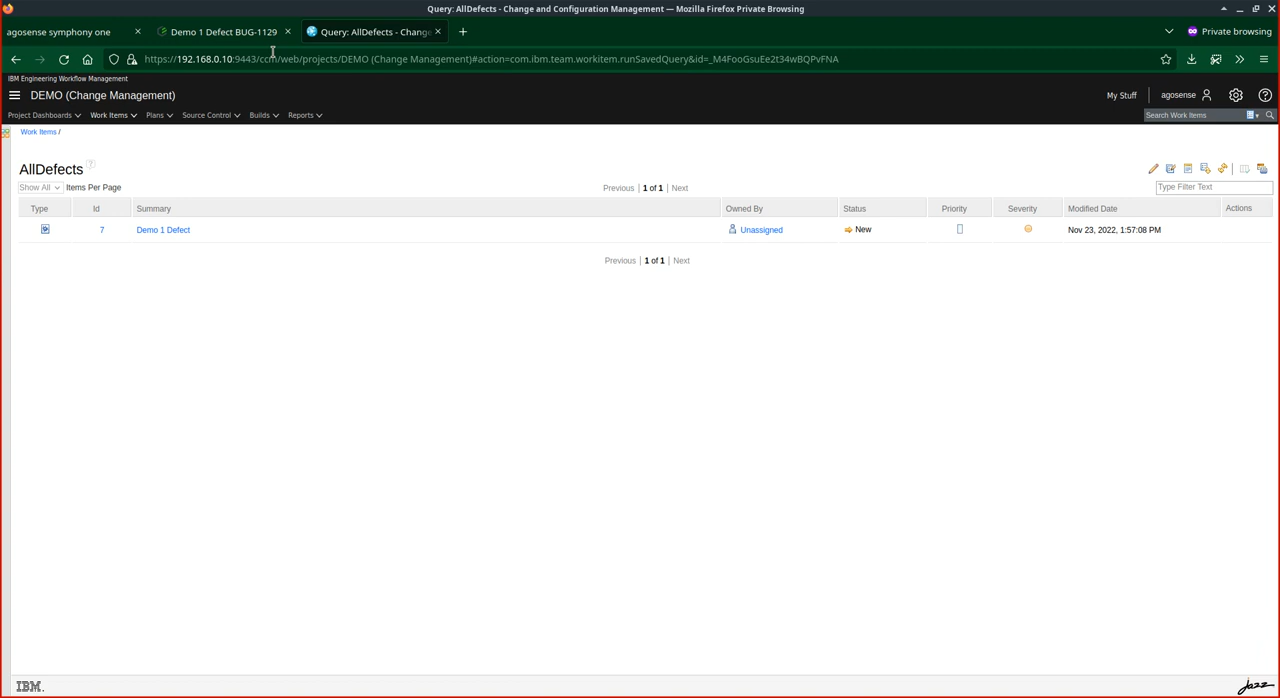 Query: AllDefects - Change and Configuration Management — Mozilla Firefox Private Browsing
agosense symphony one
Demo 1 Defect BUG-1129
Query: AllDefects - Change
Private browsing
https://192.168.0.10:9443/ccm/web/projects/DEMO (Change Management)#action=com.ibm.team.workitem.runSavedQuery&id=_M4FooGsuEe2t34wBQPvFNA
IBM Engineering Workflow Management
DEMO (Change Management)
My Stuff
agosense
Project Dashboards Work Items Plans Source Control Builds Reports
Search Work Items
Work Items /
AllDefects ?
Show All Items Per Page
Previous | 1 of 1 | Next
Type Filter Text
Type Id Summary Owned By Status Priority Severity Modified Date Actions
7 Demo 1 Defect Unassigned New Nov 23, 2022, 1:57:08 PM
Previous | 1 of 1 | Next
IBM.
jazz